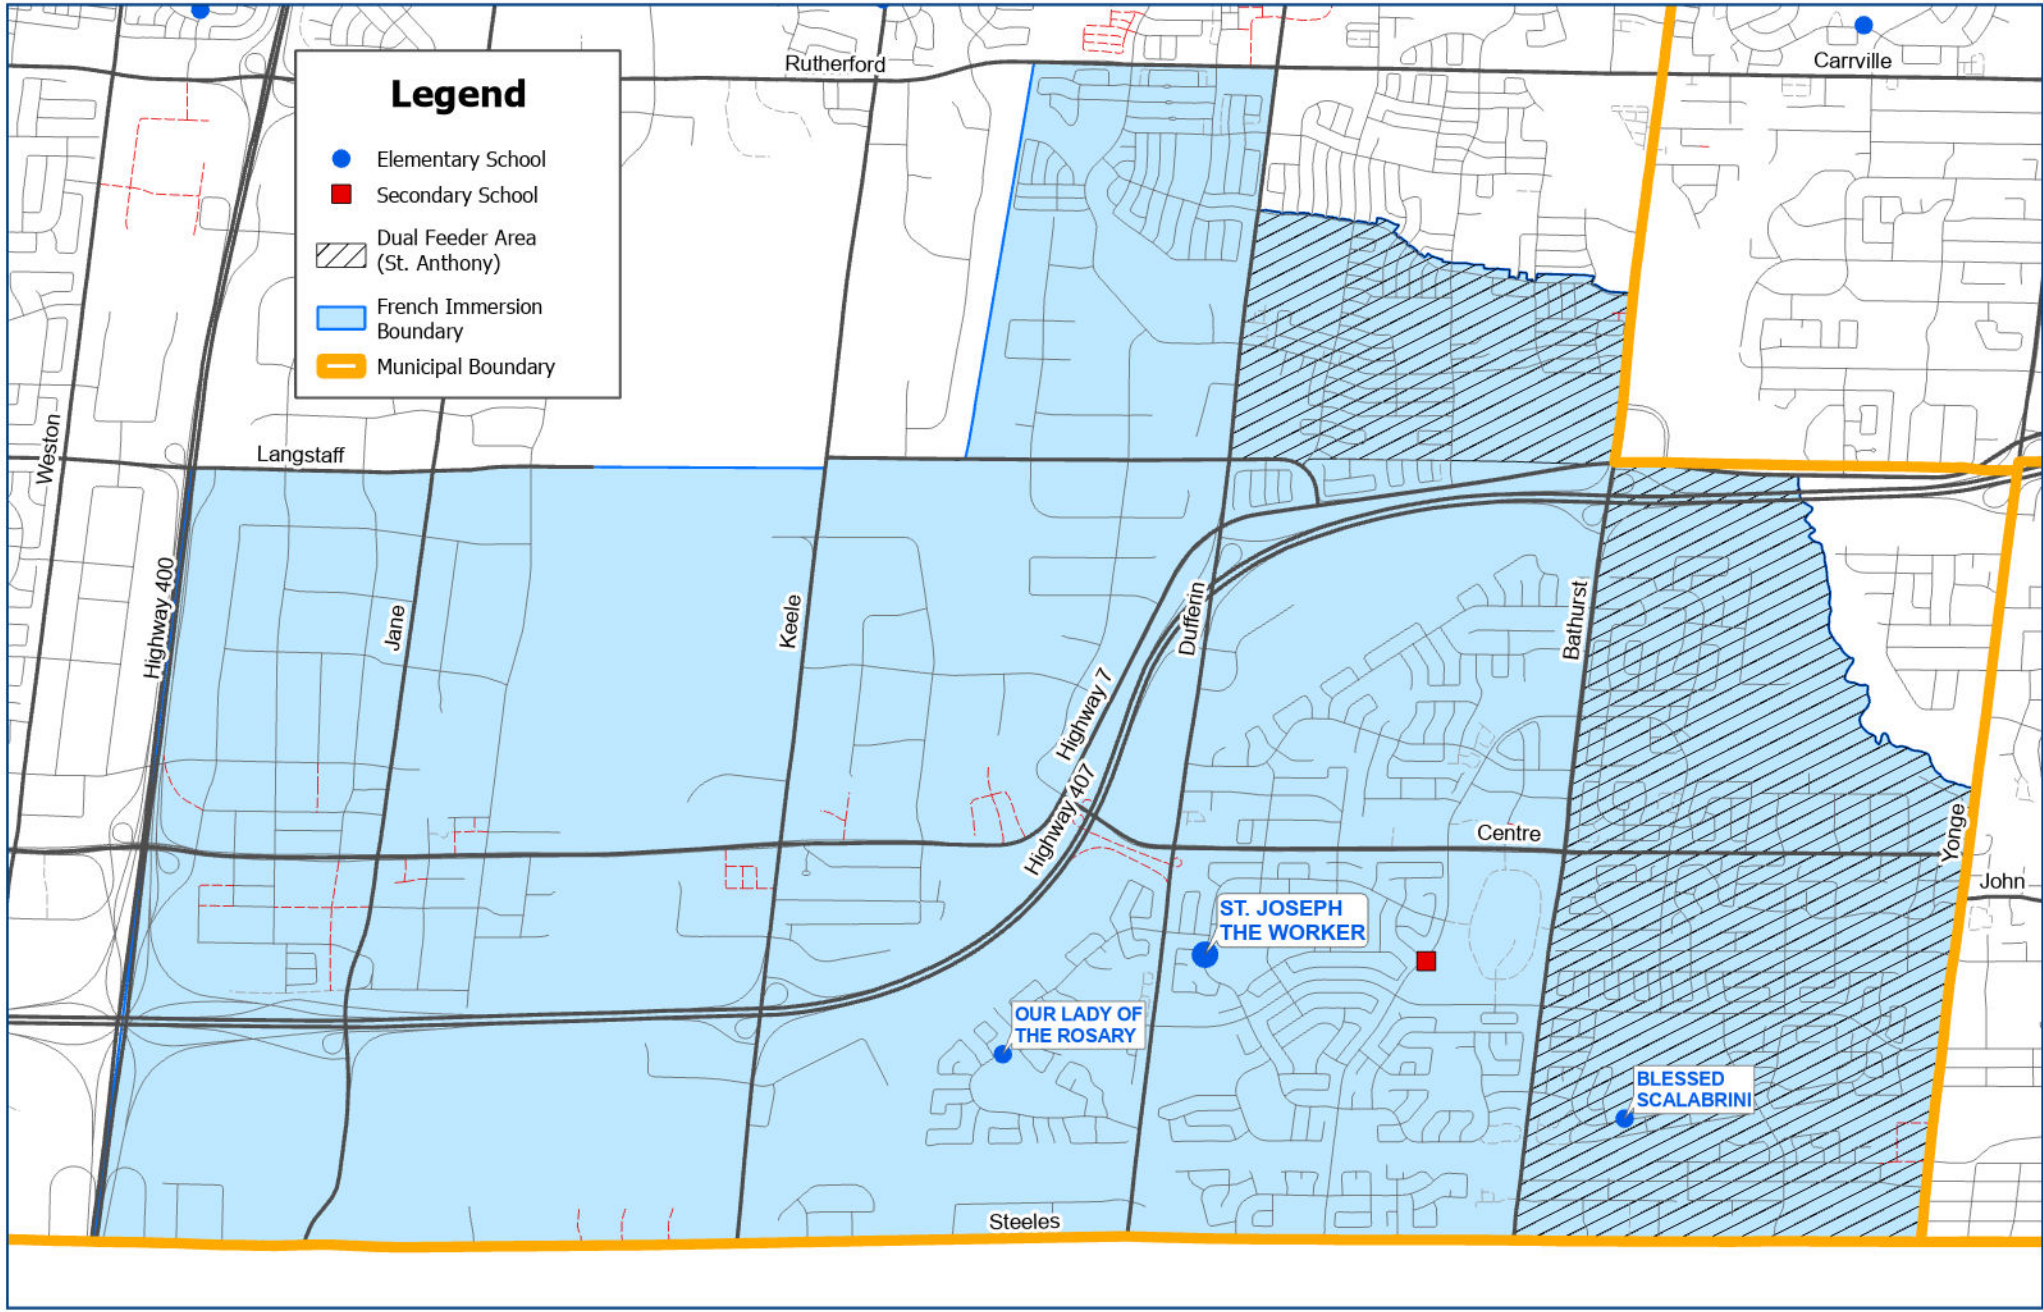 Rutherford
Carrville
Legend
Elementary School
Secondary School
Dual Feeder Area
(St. Anthony)
French Immersion
Boundary
Municipal Boundary
Weston
Langstaff
Highway 400
Jane
Keele
Dufferin
Bathurst
Highway 7
Highway 407
Centre
Yonge
John
ST. JOSEPH
THE WORKER
OUR LADY OF
THE ROSARY
BLESSED
SCALABRINI
Steeles